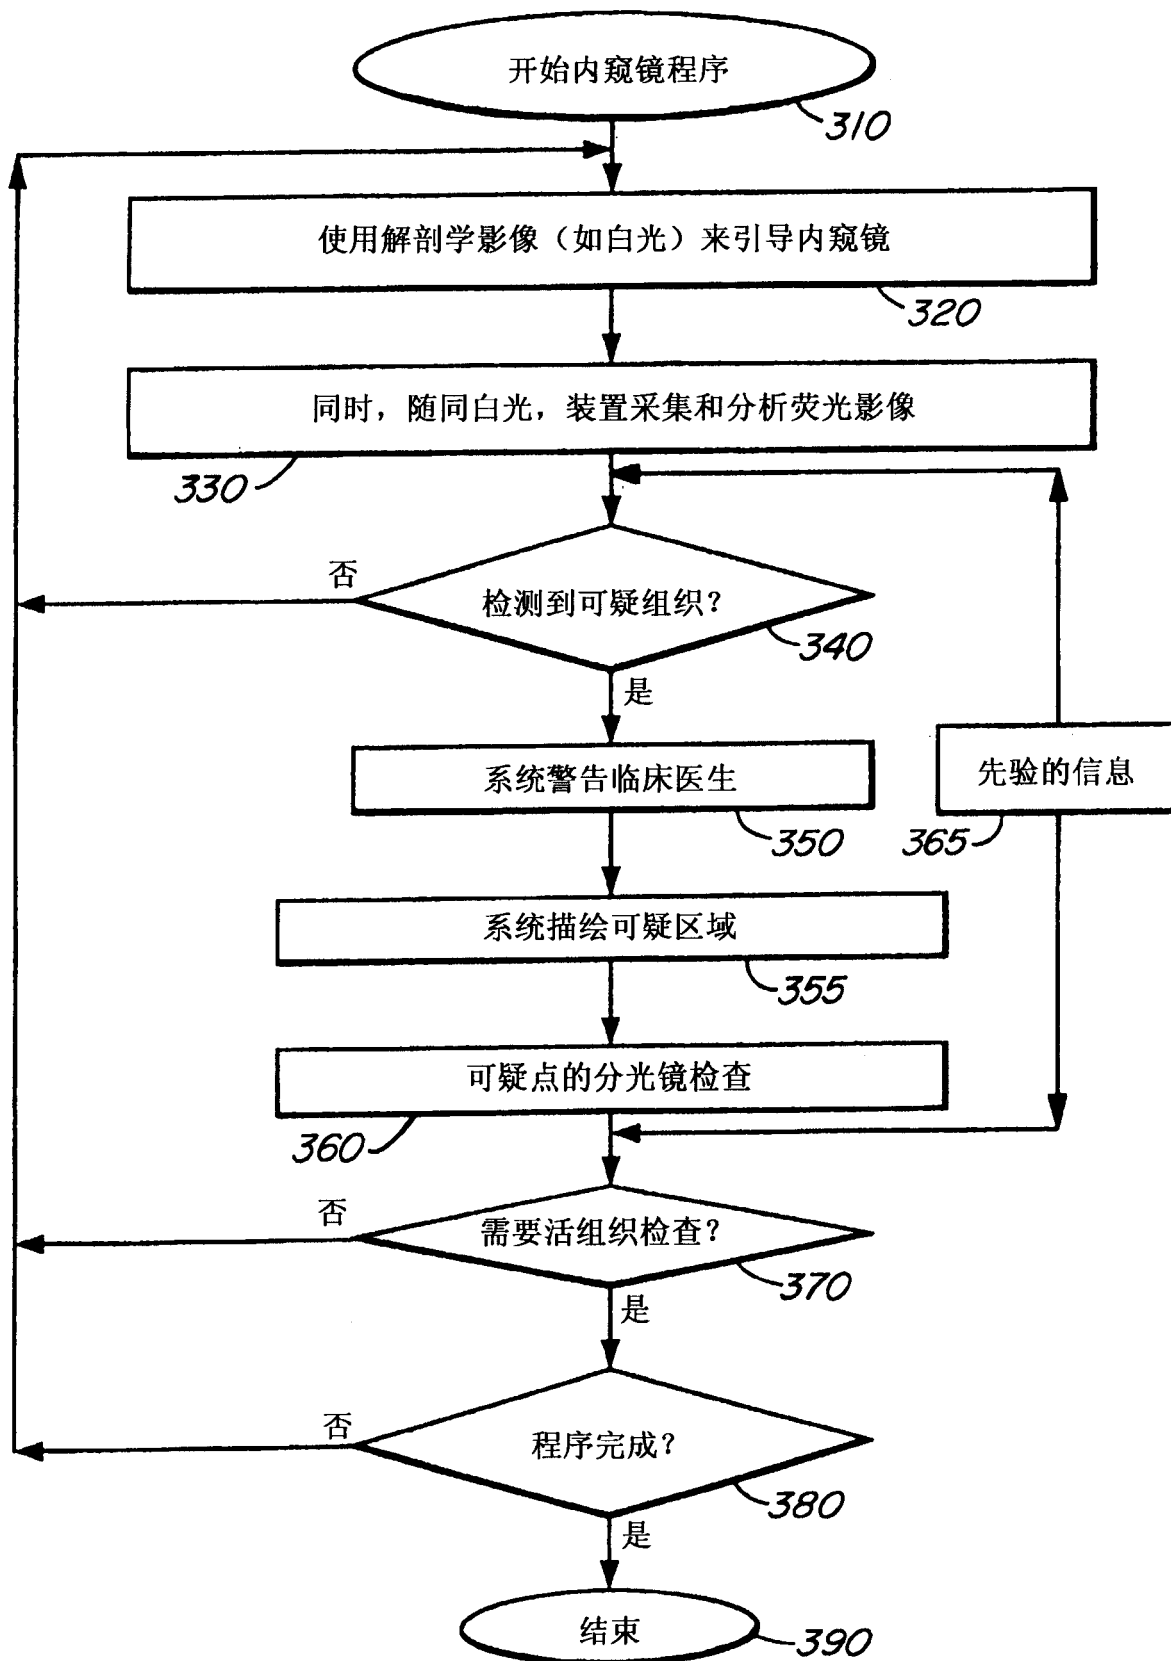 开始内窥镜程序
310
使用解剖学影像（如白光）来引导内窥镜
320
同时，随同白光，装置采集和分析荧光影像
330
否
检测到可疑组织？
340
是
系统警告临床医生
350
先验的信息
365
系统描绘可疑区域
355
可疑点的分光镜检查
360
否
需要活组织检查？
370
是
否
程序完成？
380
是
结束
390